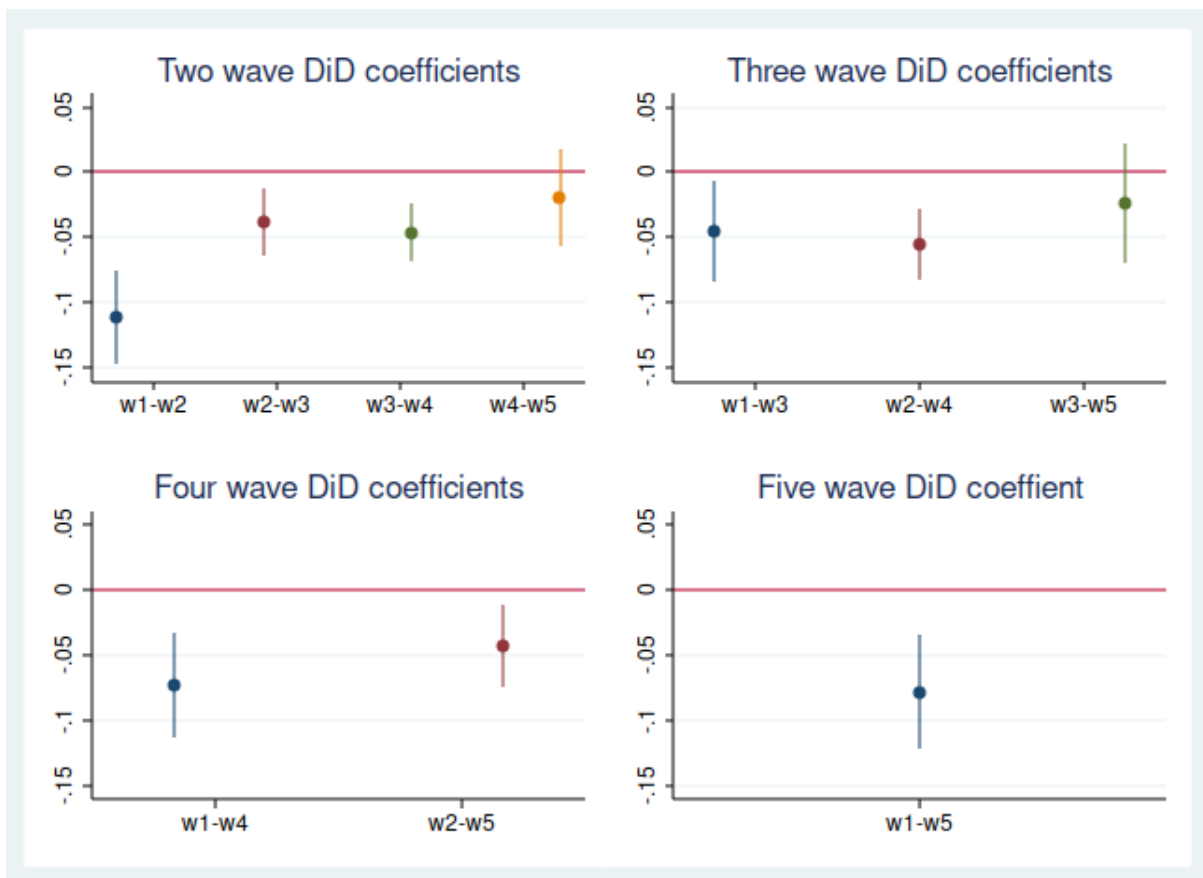 Two wave DiD coefficients
.05
0
-.05
-.1
-.15
w1-w2 w2-w3 w3-w4 w4-w5
Three wave DiD coefficients
.05
0
-.05
-.1
-.15
w1-w3 w2-w4 w3-w5
Four wave DiD coefficients
.05
0
-.05
-.1
-.15
w1-w4 w2-w5
Five wave DiD coeffient
.05
0
-.05
-.1
-.15
w1-w5